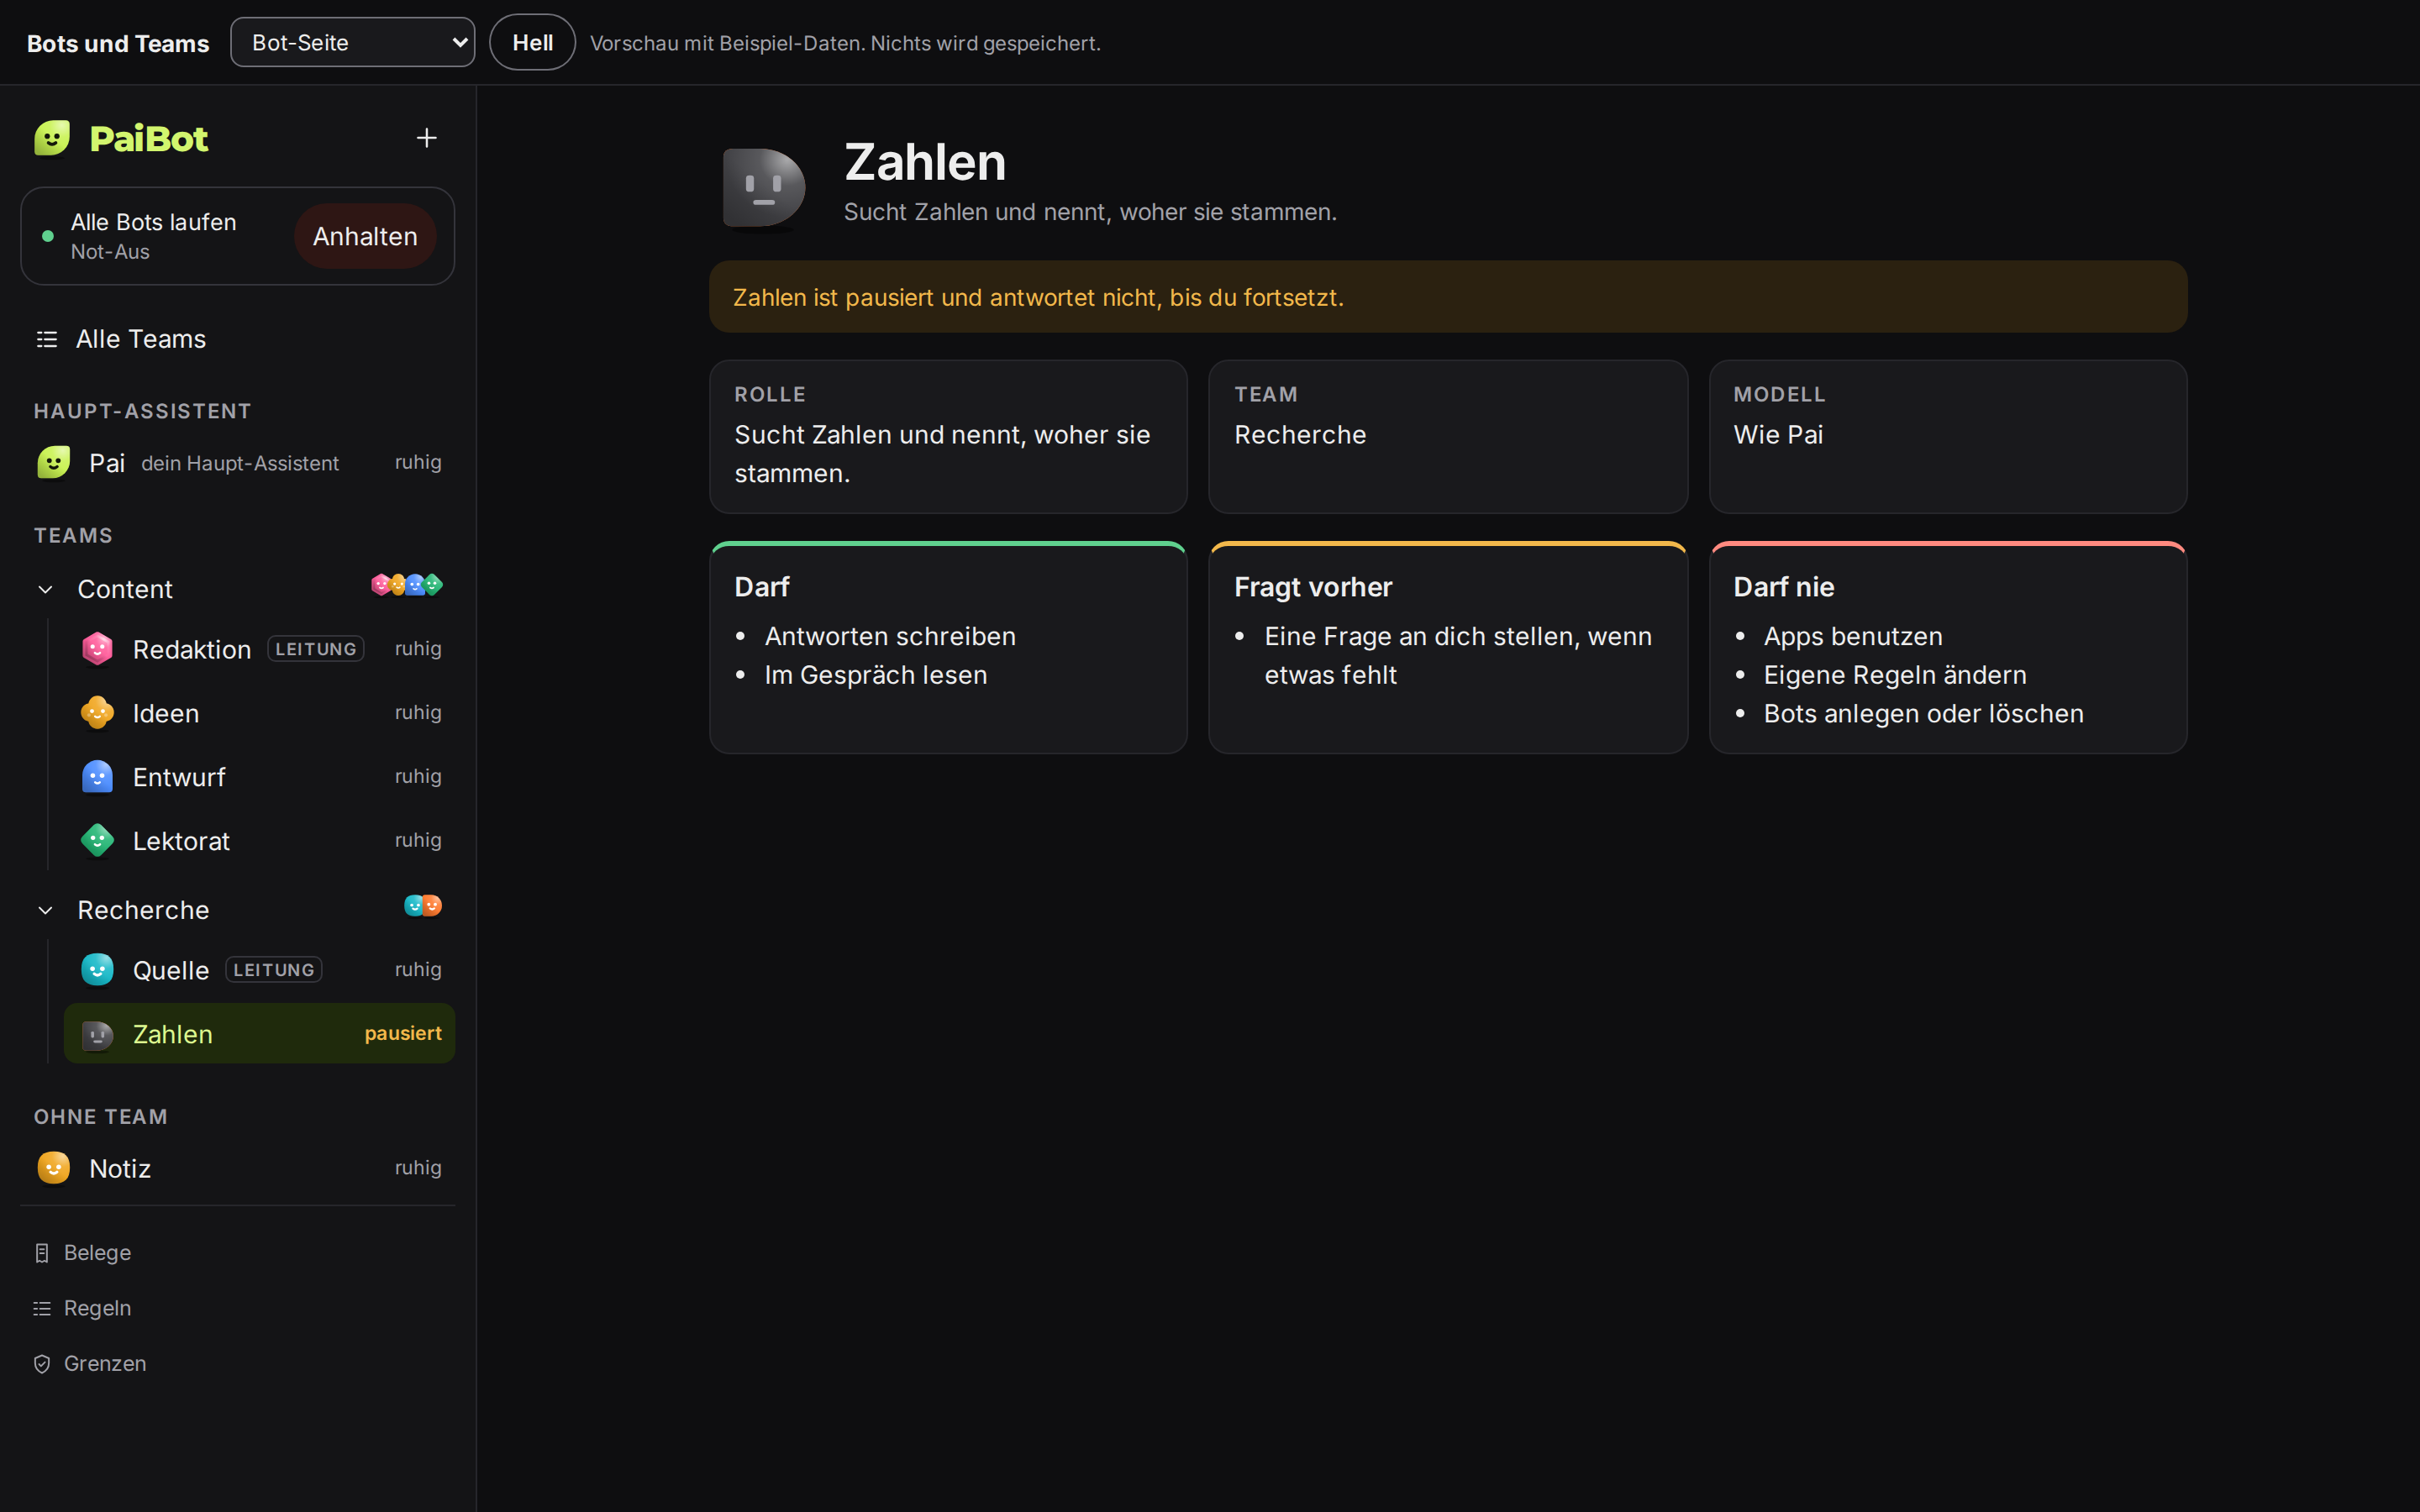 Bots und Teams
Bot-Seite
Hell
Vorschau mit Beispiel-Daten. Nichts wird gespeichert.
PaiBot
Alle Bots laufen
Not-Aus
Anhalten
Alle Teams
HAUPT-ASSISTENT
Pai dein Haupt-Assistent ruhig
TEAMS
Content
Redaktion LEITUNG ruhig
Ideen ruhig
Entwurf ruhig
Lektorat ruhig
Recherche
Quelle LEITUNG ruhig
Zahlen pausiert
OHNE TEAM
Notiz ruhig
Belege
Regeln
Grenzen
Zahlen
Sucht Zahlen und nennt, woher sie stammen.
Zahlen ist pausiert und antwortet nicht, bis du fortsetzt.
ROLLE
Sucht Zahlen und nennt, woher sie
stammen.
TEAM
Recherche
MODELL
Wie Pai
Darf
• Antworten schreiben
• Im Gespräch lesen
Fragt vorher
• Eine Frage an dich stellen, wenn
etwas fehlt
Darf nie
• Apps benutzen
• Eigene Regeln ändern
• Bots anlegen oder löschen